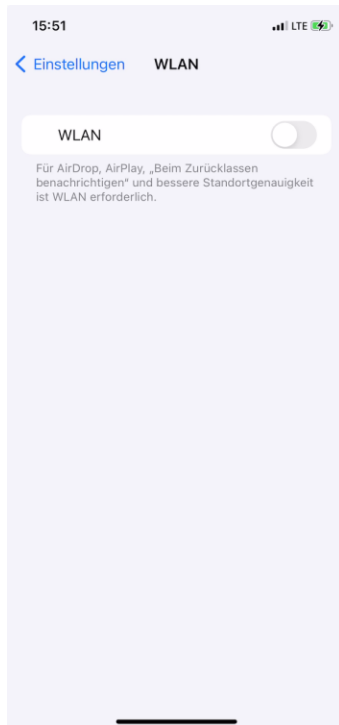 15:51 LTE
Einstellungen WLAN
WLAN
Für AirDrop, AirPlay, „Beim Zurücklassen
benachrichtigen“ und bessere Standortgenauigkeit
ist WLAN erforderlich.